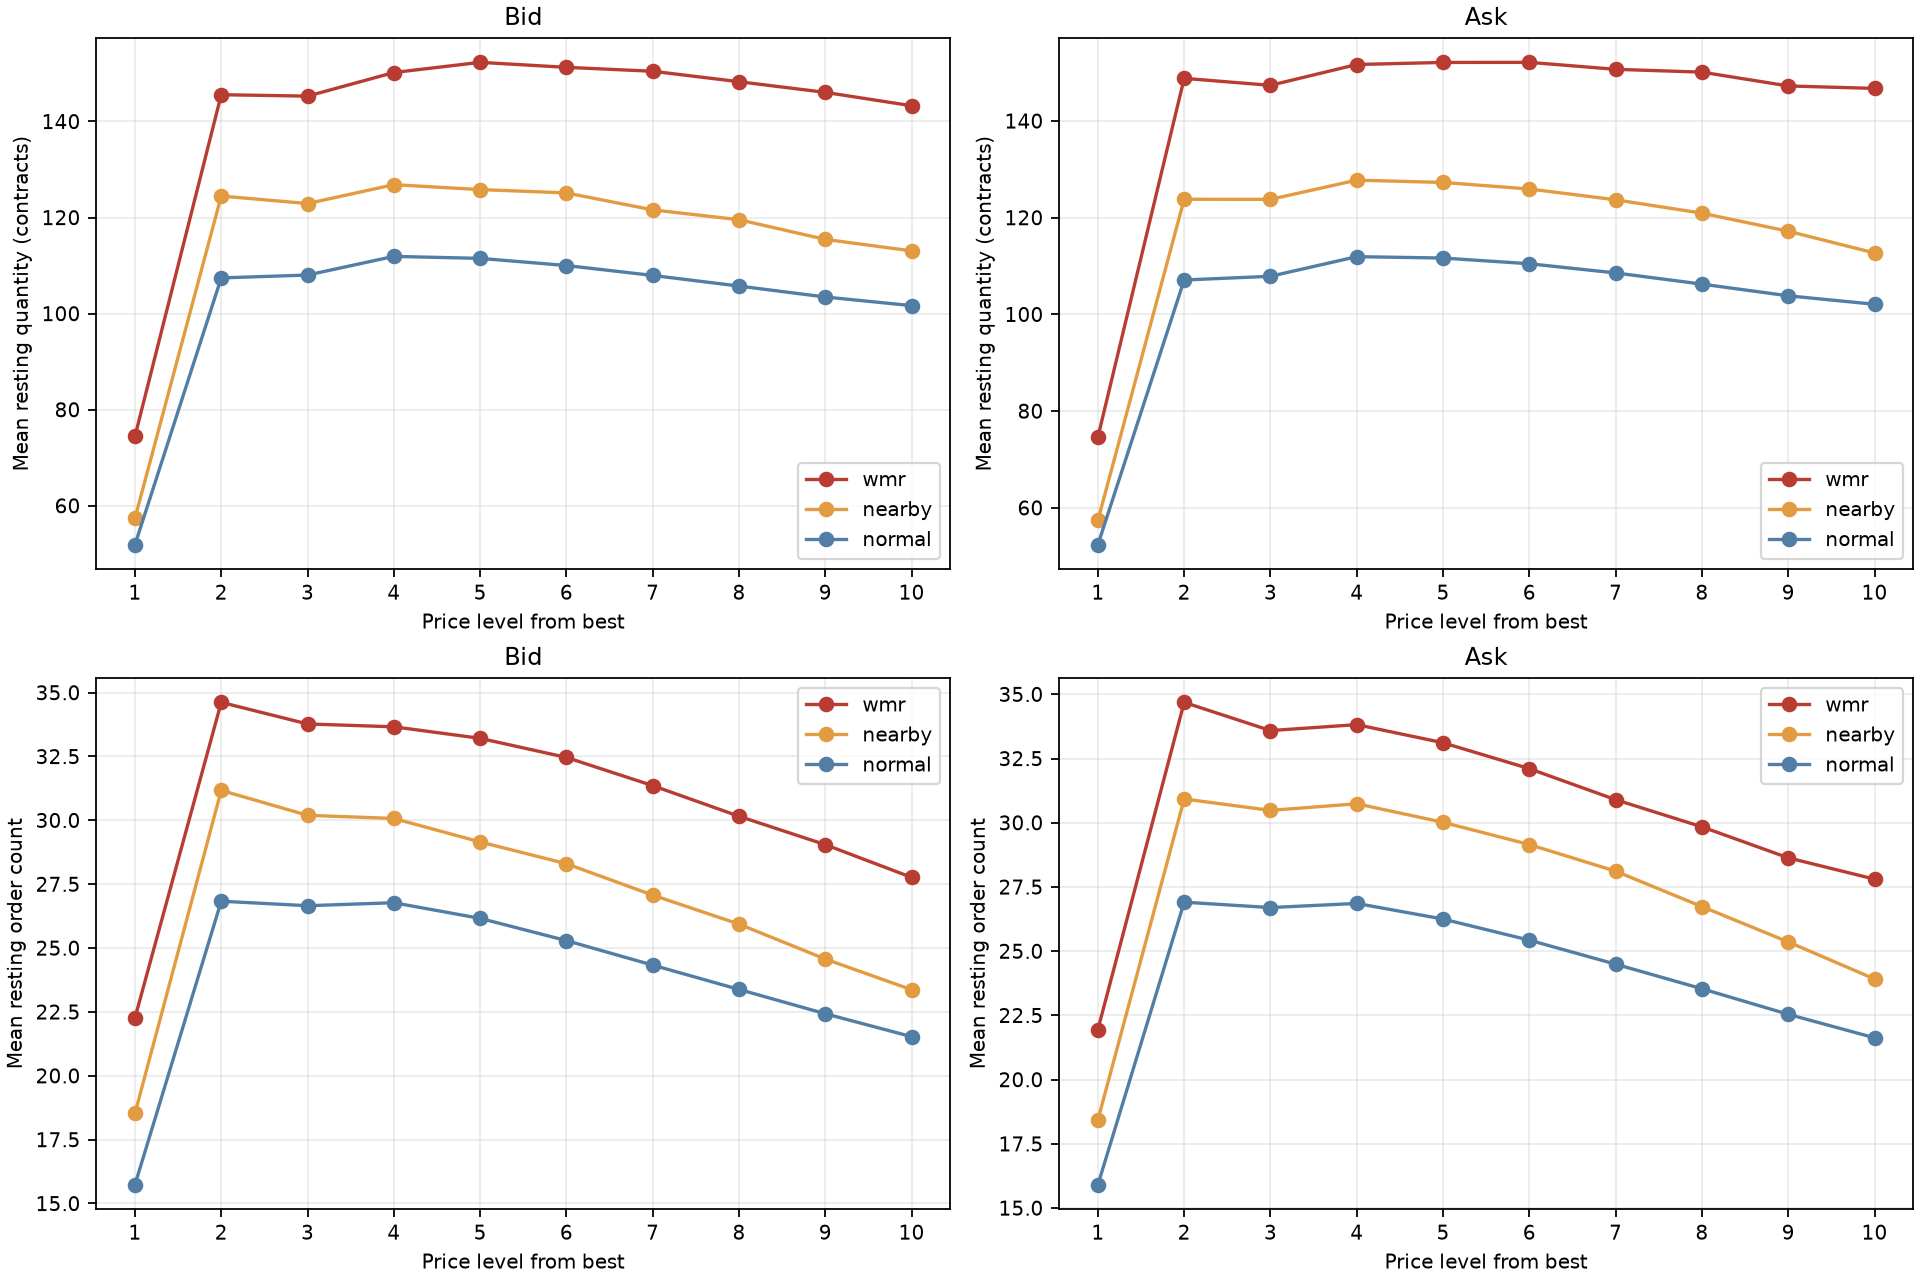 Bid
Mean resting quantity (contracts)
140
120
100
80
60
wmr
nearby
normal
1 2 3 4 5 6 7 8 9 10
Price level from best
Ask
Mean resting quantity (contracts)
140
120
100
80
60
wmr
nearby
normal
1 2 3 4 5 6 7 8 9 10
Price level from best
Bid
Mean resting order count
35.0
32.5
30.0
27.5
25.0
22.5
20.0
17.5
15.0
wmr
nearby
normal
1 2 3 4 5 6 7 8 9 10
Price level from best
Ask
Mean resting order count
35.0
32.5
30.0
27.5
25.0
22.5
20.0
17.5
15.0
wmr
nearby
normal
1 2 3 4 5 6 7 8 9 10
Price level from best